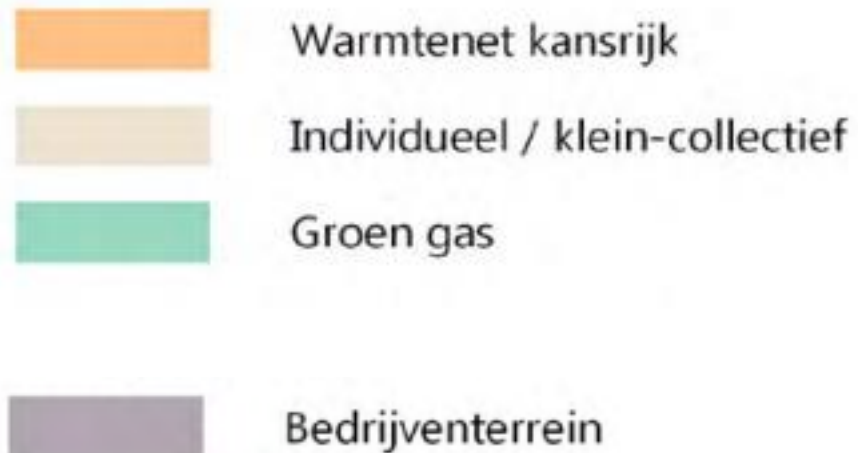 Warmtenet kansrijk
Individueel / klein-collectief
Groen gas
Bedrijventerrein